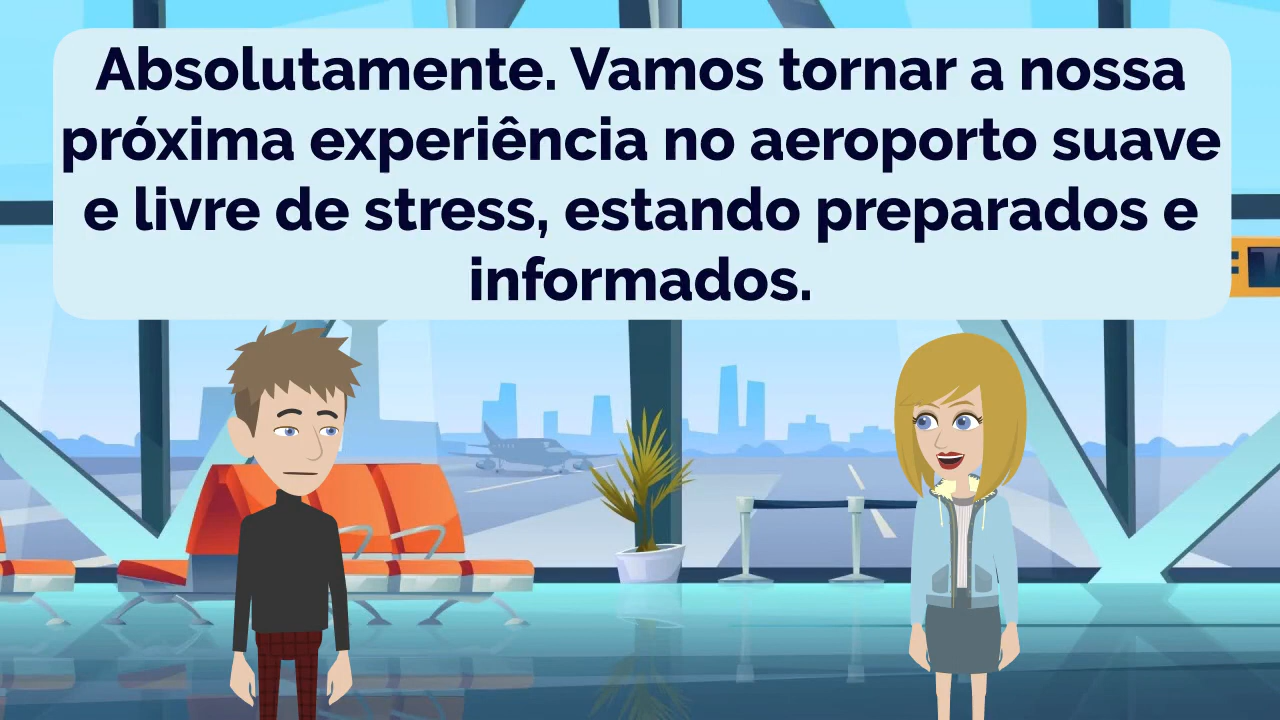 Absolutamente. Vamos tornar a nossa
próxima experiência no aeroporto suave
e livre de stress, estando preparados e
informados.